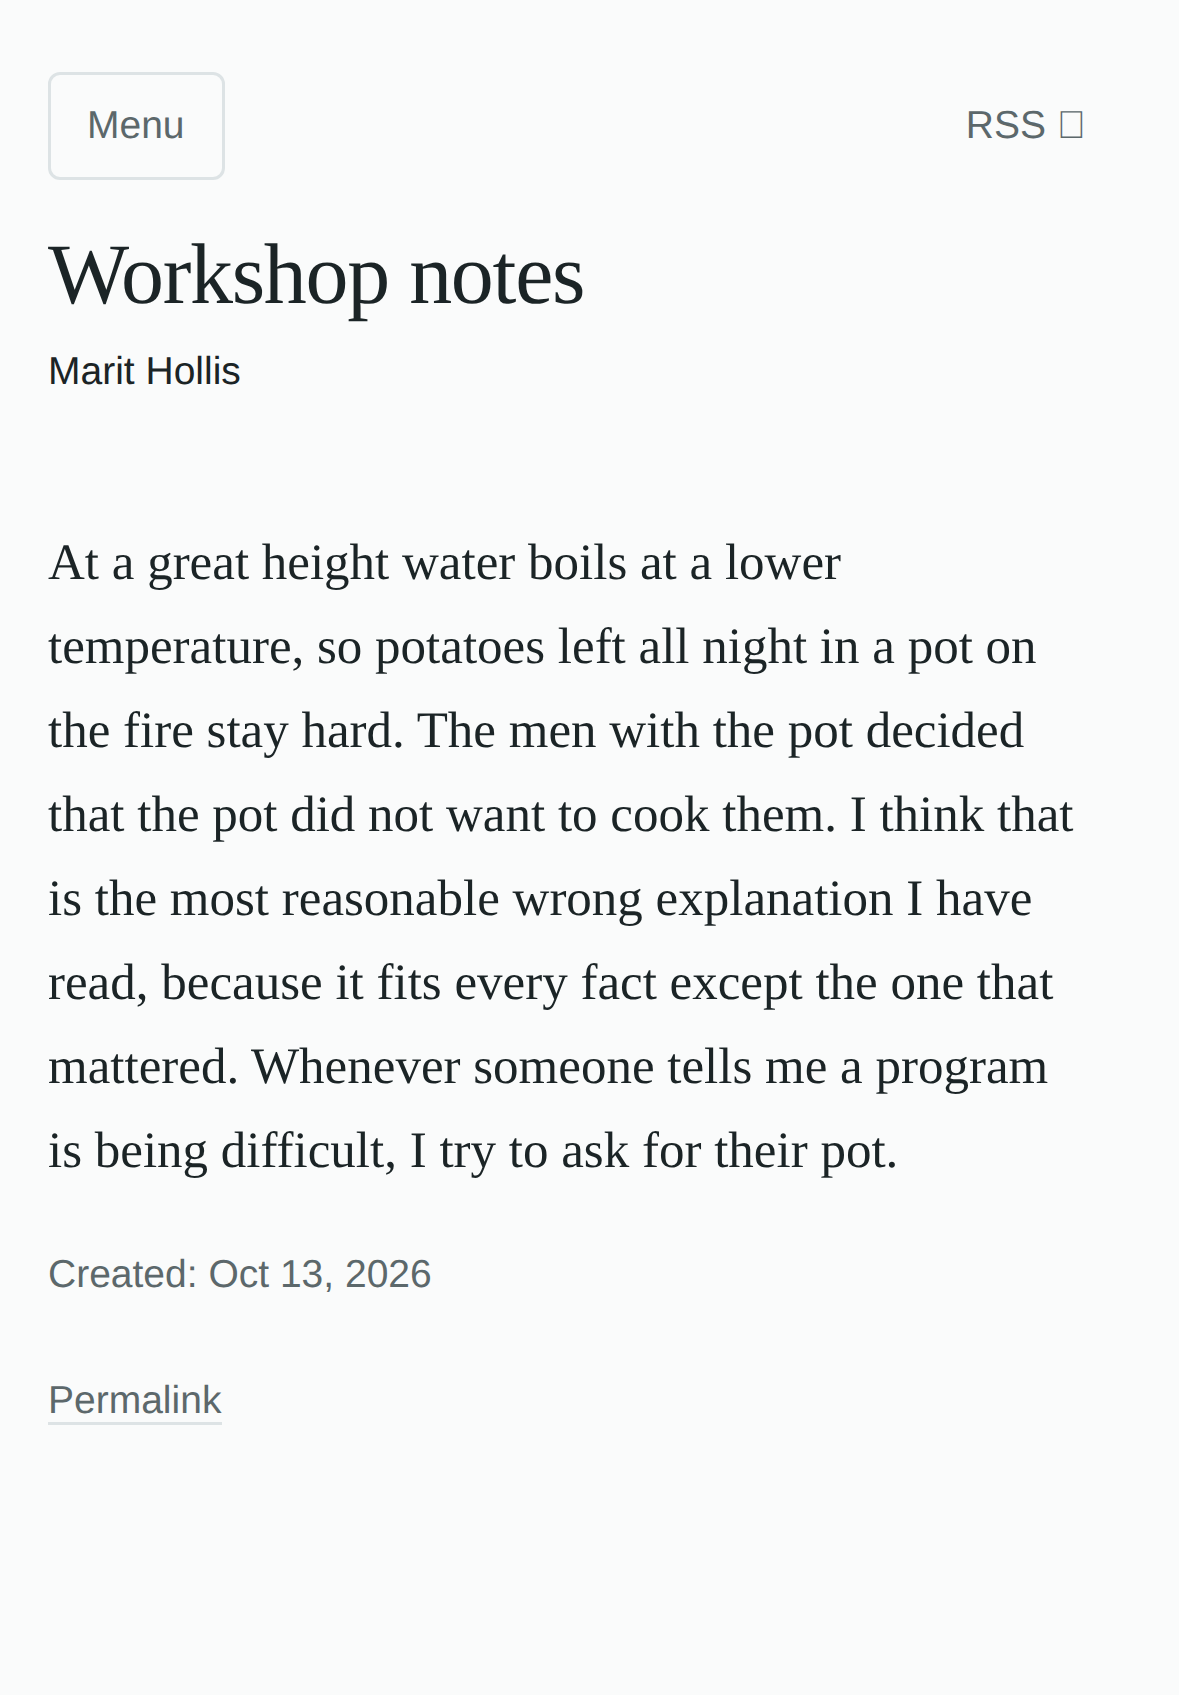 Menu
RSS
Workshop notes
Marit Hollis
At a great height water boils at a lower
temperature, so potatoes left all night in a pot on
the fire stay hard. The men with the pot decided
that the pot did not want to cook them. I think that
is the most reasonable wrong explanation I have
read, because it fits every fact except the one that
mattered. Whenever someone tells me a program
is being difficult, I try to ask for their pot.
Created: Oct 13, 2026
Permalink